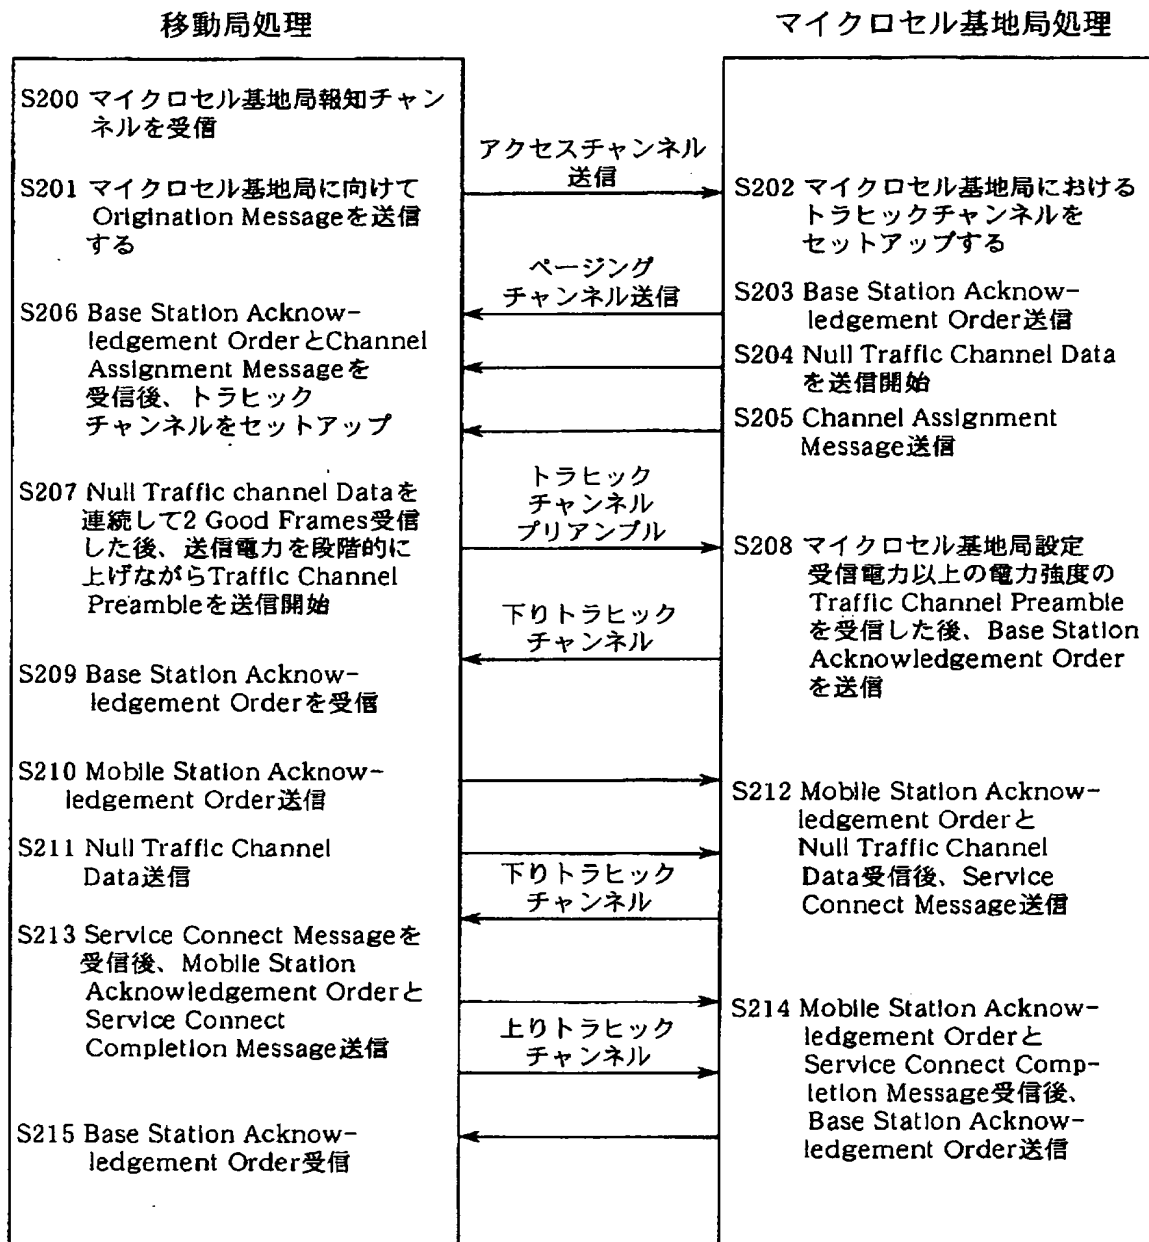 移動局処理
マイクロセル基地局処理
S200 マイクロセル基地局報知チャン
ネルを受信
アクセスチャンネル
送信
S201 マイクロセル基地局に向けて
Origination Messageを送信
する
S202 マイクロセル基地局における
トラヒックチャンネルを
セットアップする
ページング
チャンネル送信
S203 Base Station Acknow-
ledgement Order送信
S206 Base Station Acknow-
ledgement OrderとChannel
Assignment Messageを
受信後、トラヒック
チャンネルをセットアップ
S204 Null Traffic Channel Data
を送信開始
S205 Channel Assignment
Message送信
トラヒック
チャンネル
プリアンブル
S207 Null Traffic channel Dataを
連続して2 Good Frames受信
した後、送信電力を段階的に
上げながらTraffic Channel
Preambleを送信開始
S208 マイクロセル基地局設定
受信電力以上の電力強度の
Traffic Channel Preamble
を受信した後、Base Station
Acknowledgement Order
を送信
下りトラヒック
チャンネル
S209 Base Station Acknow-
ledgement Orderを受信
S210 Mobile Station Acknow-
ledgement Order送信
S211 Null Traffic Channel
Data送信
S212 Mobile Station Acknow-
ledgement Orderと
Null Traffic Channel
Data受信後、Service
Connect Message送信
下りトラヒック
チャンネル
S213 Service Connect Messageを
受信後、Mobile Station
Acknowledgement Orderと
Service Connect
Completion Message送信
上りトラヒック
チャンネル
S214 Mobile Station Acknow-
ledgement Orderと
Service Connect Comp-
letion Message受信後、
Base Station Acknow-
ledgement Order送信
S215 Base Station Acknow-
ledgement Order受信